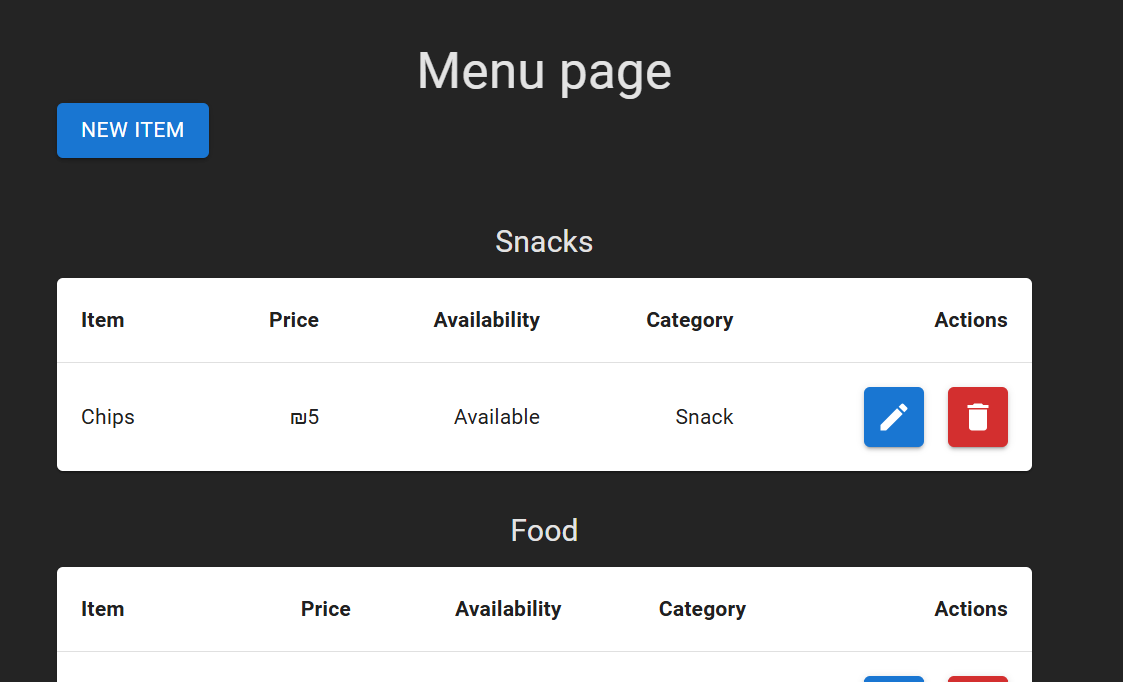 Menu page
NEW ITEM
Snacks
Item Price Availability Category Actions
Chips ₪5 Available Snack
Food
Item Price Availability Category Actions